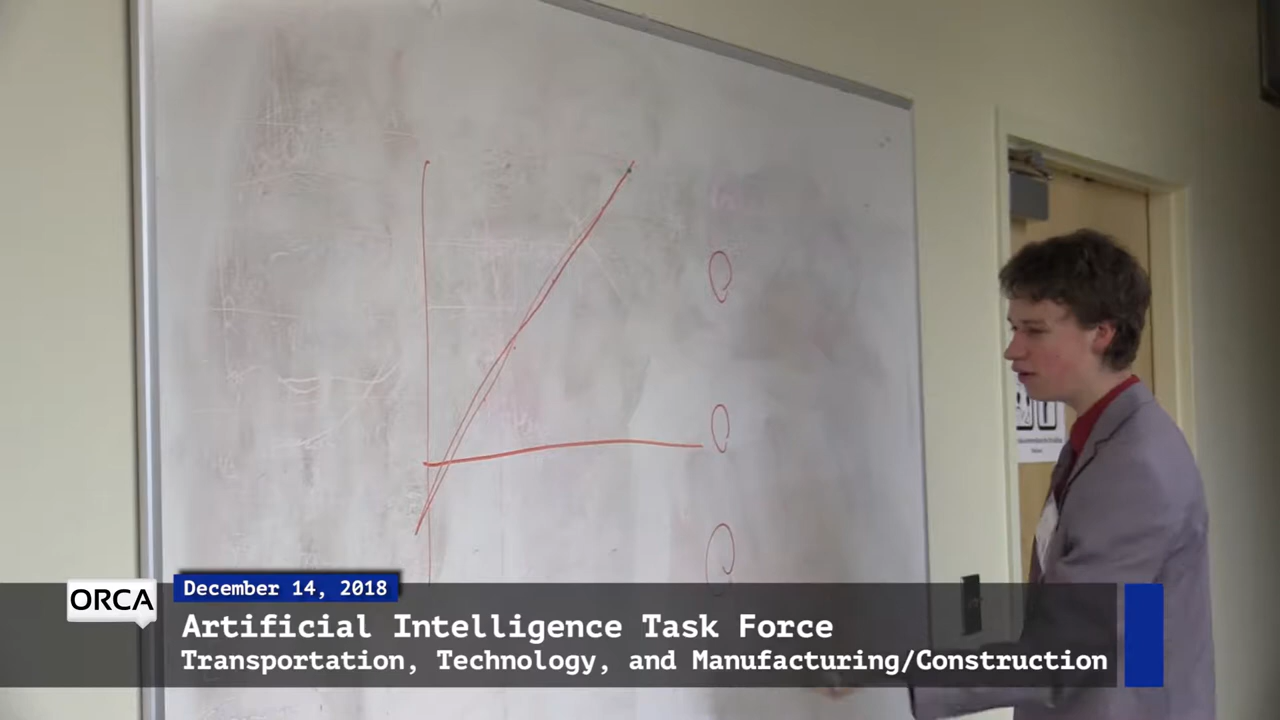 December 14, 2018
ORCA
Artificial Intelligence Task Force
Transportation, Technology, and Manufacturing/Construction